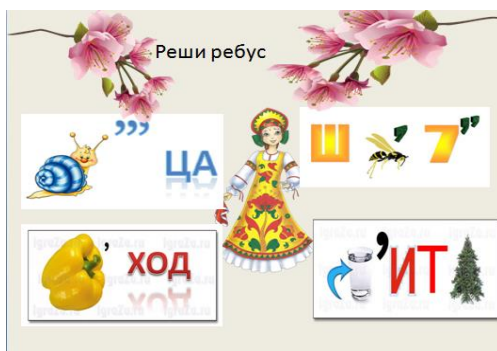 Реши ребус
,,,
ЦА
Ш , 7 ,,
, ХОД
, ИТ